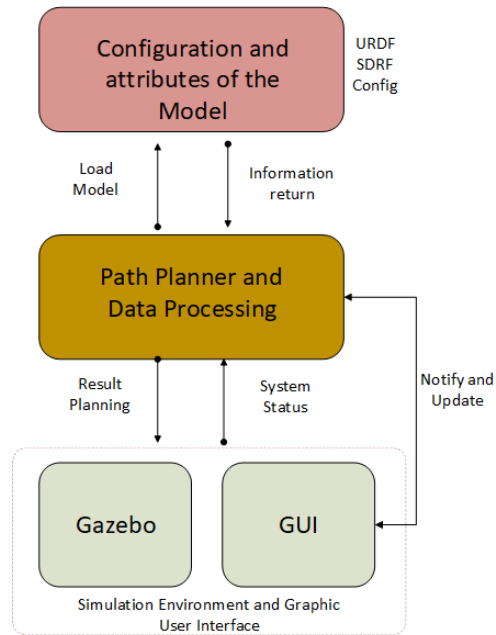 Configuration and
attributes of the
Model
URDF
SDRF
Config
Load
Model
Information
return
Path Planner and
Data Processing
Result
Planning
System
Status
Notify and
Update
Gazebo
GUI
Simulation Environment and Graphic
User Interface